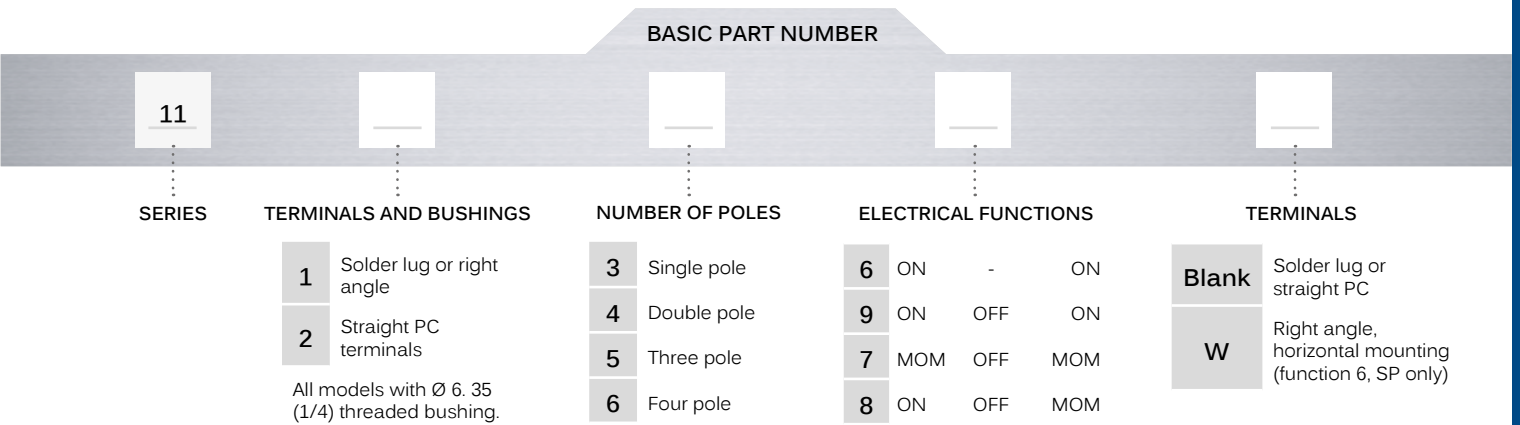 BASIC PART NUMBER
11
SERIES
TERMINALS AND BUSHINGS
1 Solder lug or right
angle
2 Straight PC
terminals
All models with Ø 6. 35
(1/4) threaded bushing.
NUMBER OF POLES
3 Single pole
4 Double pole
5 Three pole
6 Four pole
ELECTRICAL FUNCTIONS
6 ON - ON
9 ON OFF ON
7 MOM OFF MOM
8 ON OFF MOM
TERMINALS
Blank Solder lug or
straight PC
W Right angle,
horizontal mounting
(function 6, SP only)